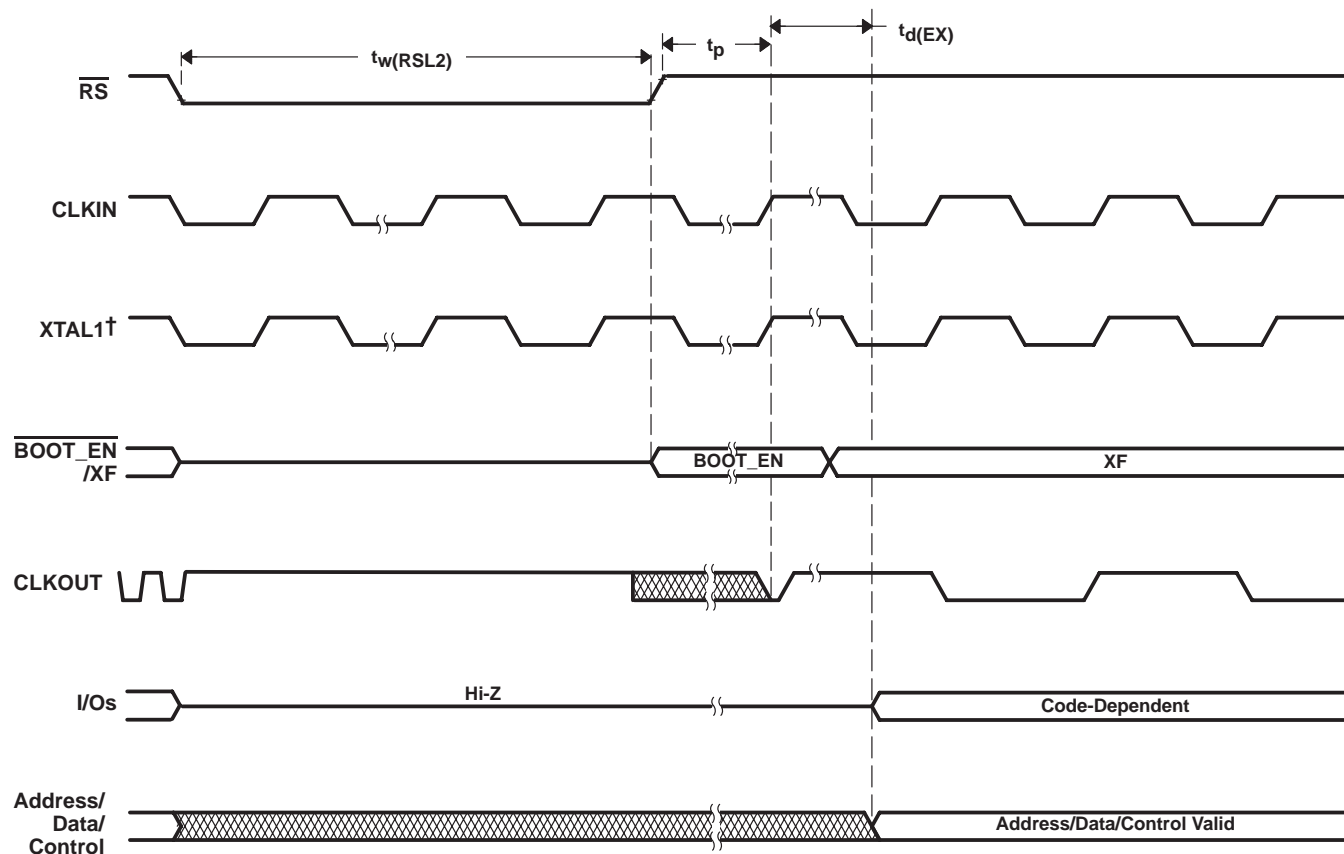 td(EX)
tw(RSL2)
tp
RS
CLKIN
XTAL1†
BOOT_EN
/XF
BOOT_EN
XF
CLKOUT
I/Os
Hi-Z
Code-Dependent
Address/
Data/
Control
Address/Data/Control Valid